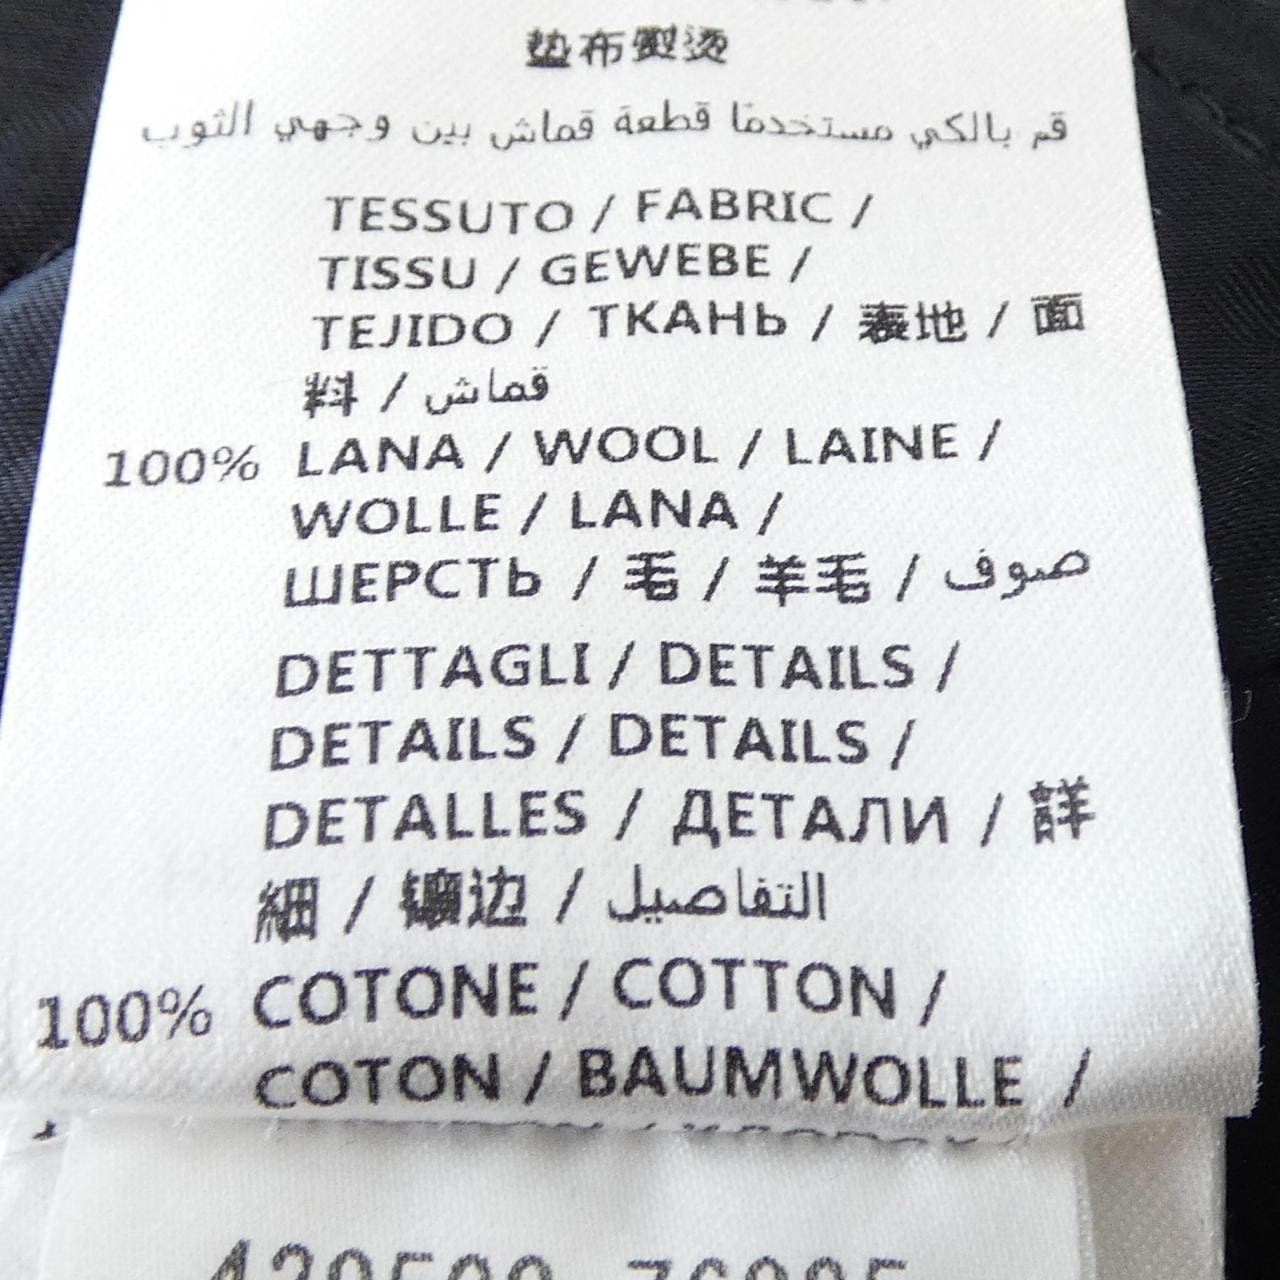 垫布熨烫
قم بالكي مستخدمًا قطعة قماش بين وجهي الثوب
TESSUTO / FABRIC /
TISSU / GEWEBE /
TEJIDO / ТКАНЬ / 表地 / 面
料 / قماش
100% LANA / WOOL / LAINE /
WOLLE / LANA /
ШЕРСТЬ / 毛 / 羊毛 / صوف
DETTAGLI / DETAILS /
DETAILS / DETAILS /
DETALLES / ДЕТАЛИ / 詳
細 / 镶边 / التفاصيل
100% COTONE / COTTON /
COTON / BAUMWOLLE /